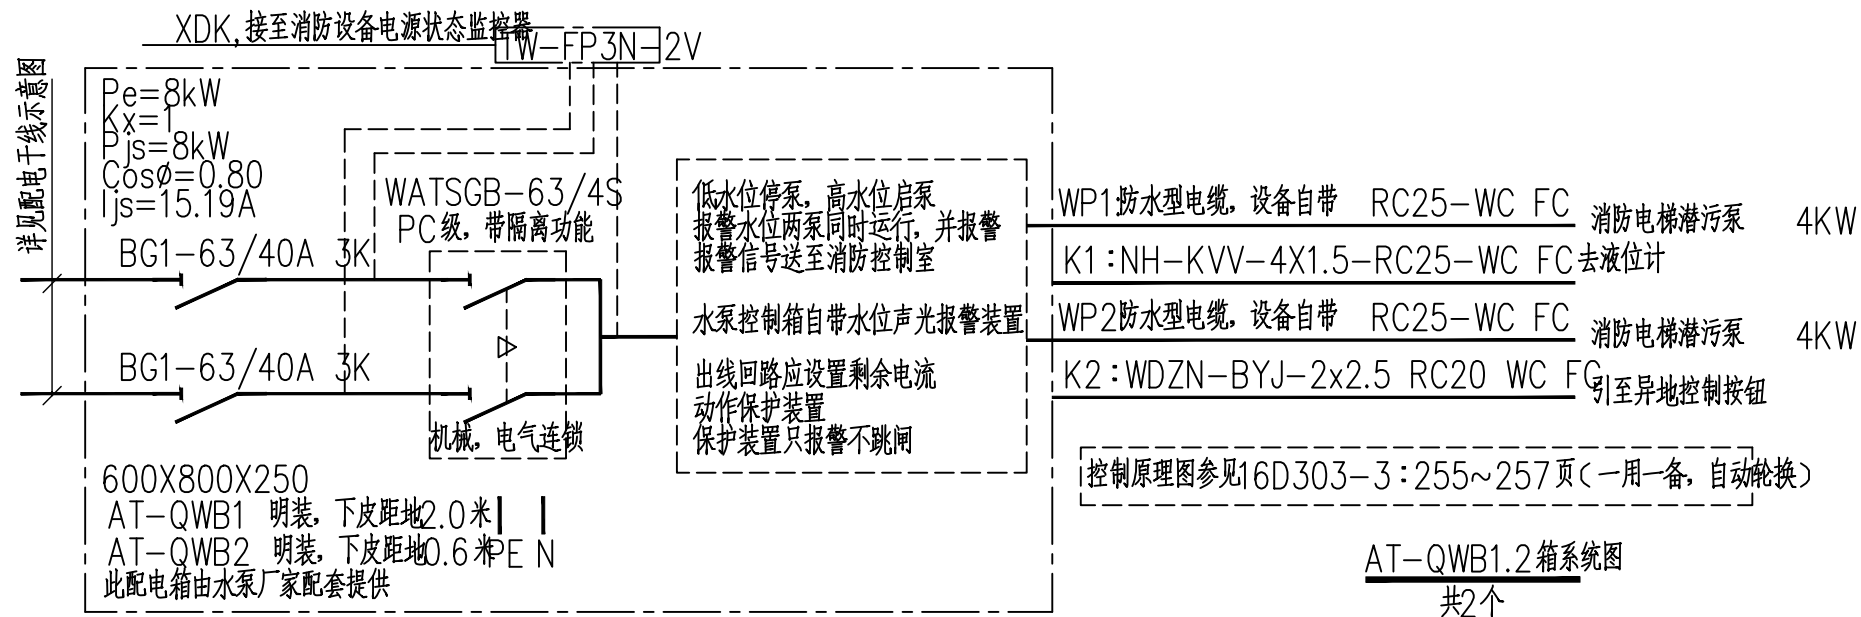 XDK,接至消防设备电源状态监控器
TW-FP3N-2V
详见配电干线示意图
Pe=8kW
Kx=1
Pjs=8kW
Cosø=0.80
Ijs=15.19A
WATSGB-63/4S
PC级，带隔离功能
BG1-63/40A 3K
BG1-63/40A 3K
机械，电气连锁
低水位停泵，高水位启泵
报警水位两泵同时运行，并报警
报警信号送至消防控制室
水泵控制箱自带水位声光报警装置
出线回路应设置剩余电流
动作保护装置
保护装置只报警不跳闸
WP1:防水型电缆，设备自带 RC25-WC FC 消防电梯潜污泵 4KW
K1:NH-KVV-4X1.5-RC25-WC FC 去液位计
WP2:防水型电缆，设备自带 RC25-WC FC 消防电梯潜污泵 4KW
K2:WDZN-BYJ-2x2.5 RC20 WC FC 引至异地控制按钮
控制原理图参见16D303-3:255~257页(一用一备，自动轮换)
600X800X250
AT-QWB1 明装，下皮距地2.0米
AT-QWB2 明装，下皮距地0.6米
PE N
此配电箱由水泵厂家配套提供
AT-QWB1.2箱系统图
共2个